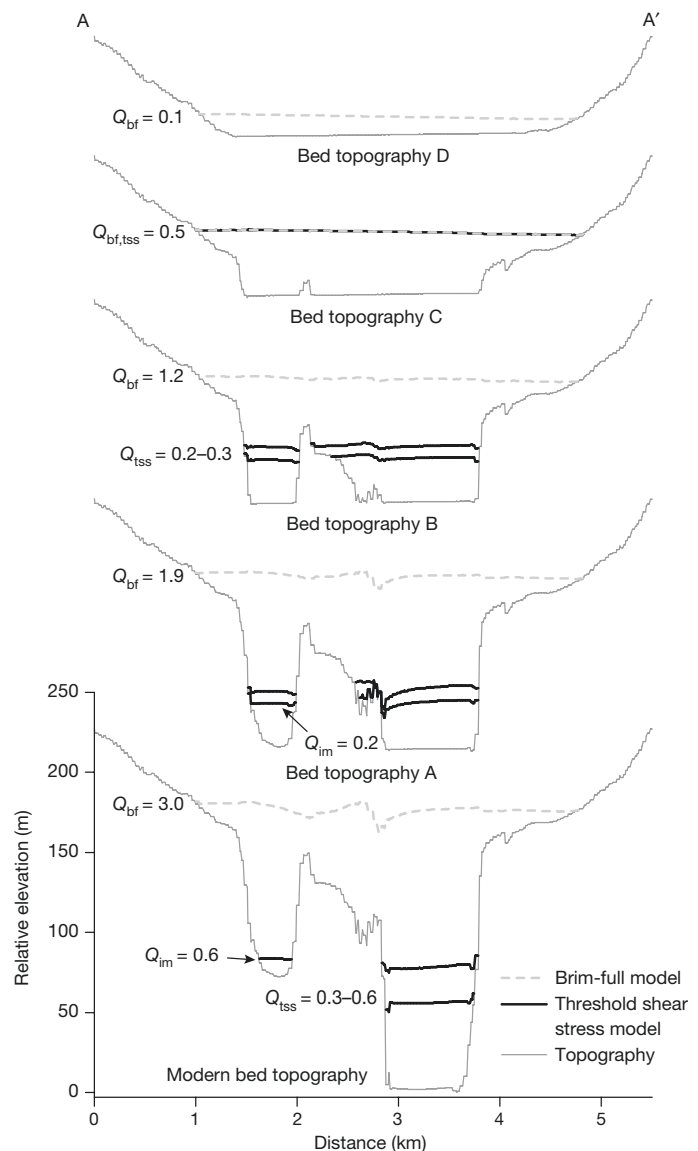 A
A′
Q_bf = 0.1
Bed topography D
Q_bf,tss = 0.5
Bed topography C
Q_bf = 1.2
Q_tss = 0.2–0.3
Bed topography B
Q_bf = 1.9
Q_im = 0.2
Bed topography A
Q_bf = 3.0
Q_im = 0.6
Q_tss = 0.3–0.6
Modern bed topography
Brim-full model
Threshold shear
stress model
Topography
Relative elevation (m)
250
200
150
100
50
0
0
1
2
3
4
5
Distance (km)